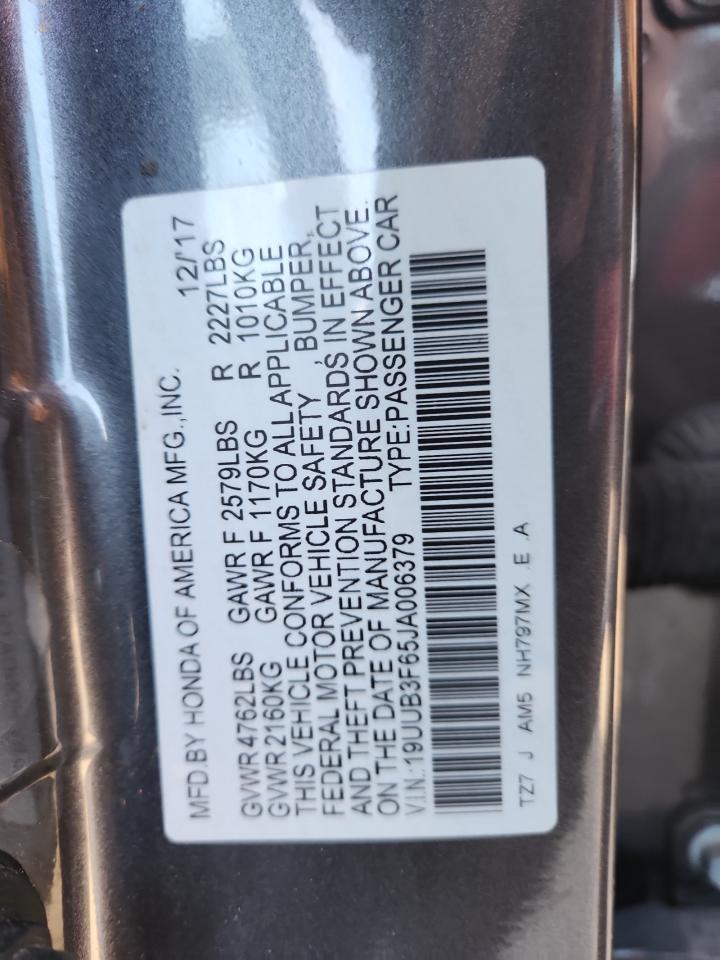 MFD.BY HONDA OF AMERICA MFG.,INC. 12/'17
GVWR 4762LBS GAWR F 2579LBS R 2227LBS
GVWR 2160KG GAWR F 1170KG R 1010KG
THIS VEHICLE CONFORMS TO ALL APPLICABLE
FEDERAL MOTOR VEHICLE SAFETY, BUMPER,
AND THEFT PREVENTION STANDARDS IN EFFECT
ON THE DATE OF MANUFACTURE SHOWN ABOVE.
V.I.N.:19UUB3F65JA006379 TYPE:PASSENGER CAR
TZ7 J AM5 NH797MX E A